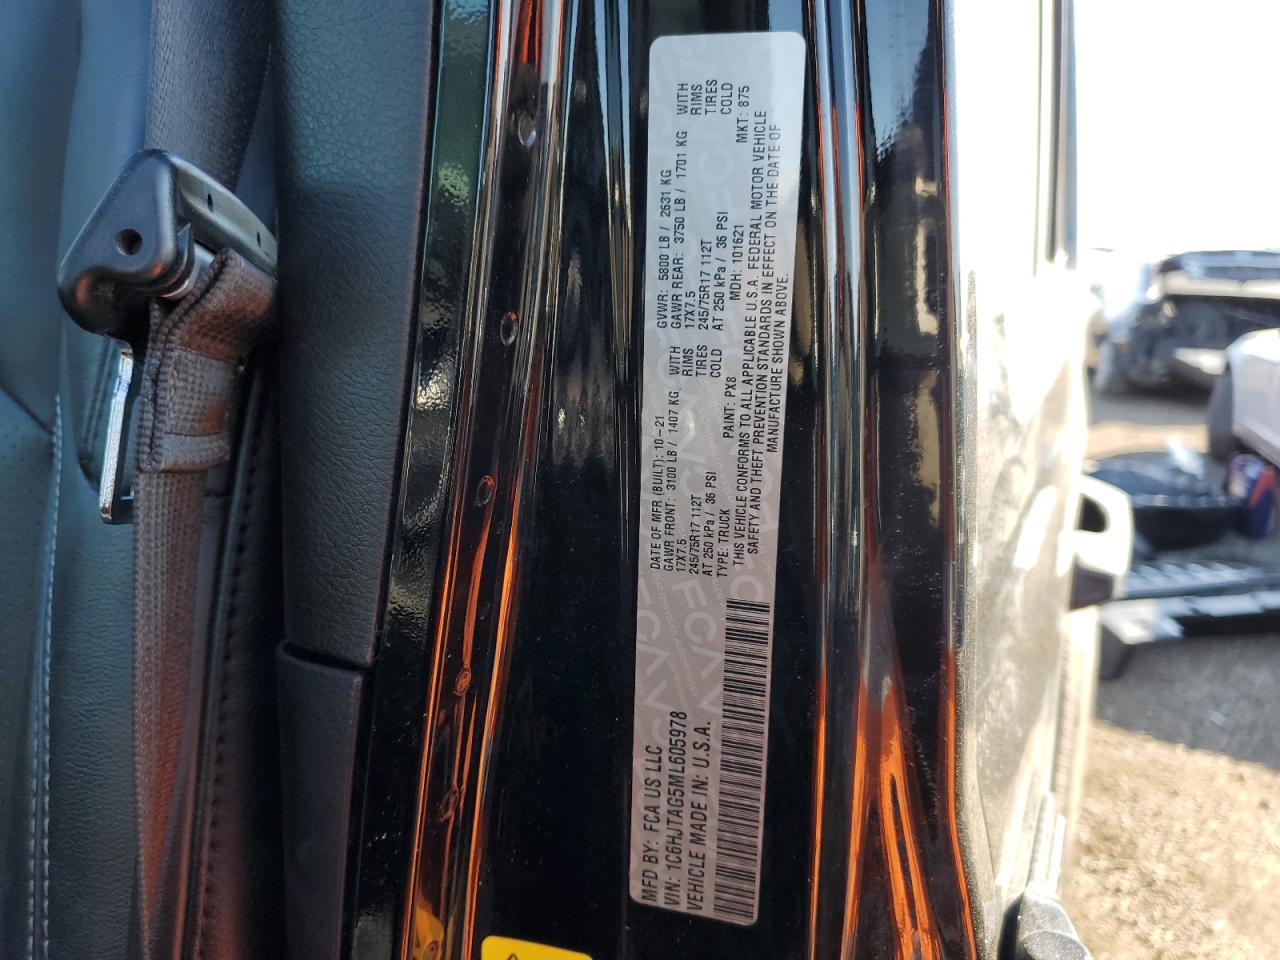 MFD BY: FCA US LLC
VIN: 1C6HJTAG5ML605978
VEHICLE MADE IN: U.S.A.
DATE OF MFR (BUILT): 10-21
GAWR FRONT: 3100 LB / 1407 KG WITH
17X7.5 RIMS
245/75R17 112T TIRES
AT 250 kPa / 36 PSI COLD
TYPE: TRUCK PAINT: PX8
GVWR: 5800 LB / 2631 KG
GAWR REAR: 3750 LB / 1701 KG WITH
17X7.5 RIMS
245/75R17 112T TIRES
AT 250 kPa / 36 PSI COLD
MDH: 101621 MKT: 875
THIS VEHICLE CONFORMS TO ALL APPLICABLE U.S.A. FEDERAL MOTOR VEHICLE
SAFETY AND THEFT PREVENTION STANDARDS IN EFFECT ON THE DATE OF
MANUFACTURE SHOWN ABOVE.